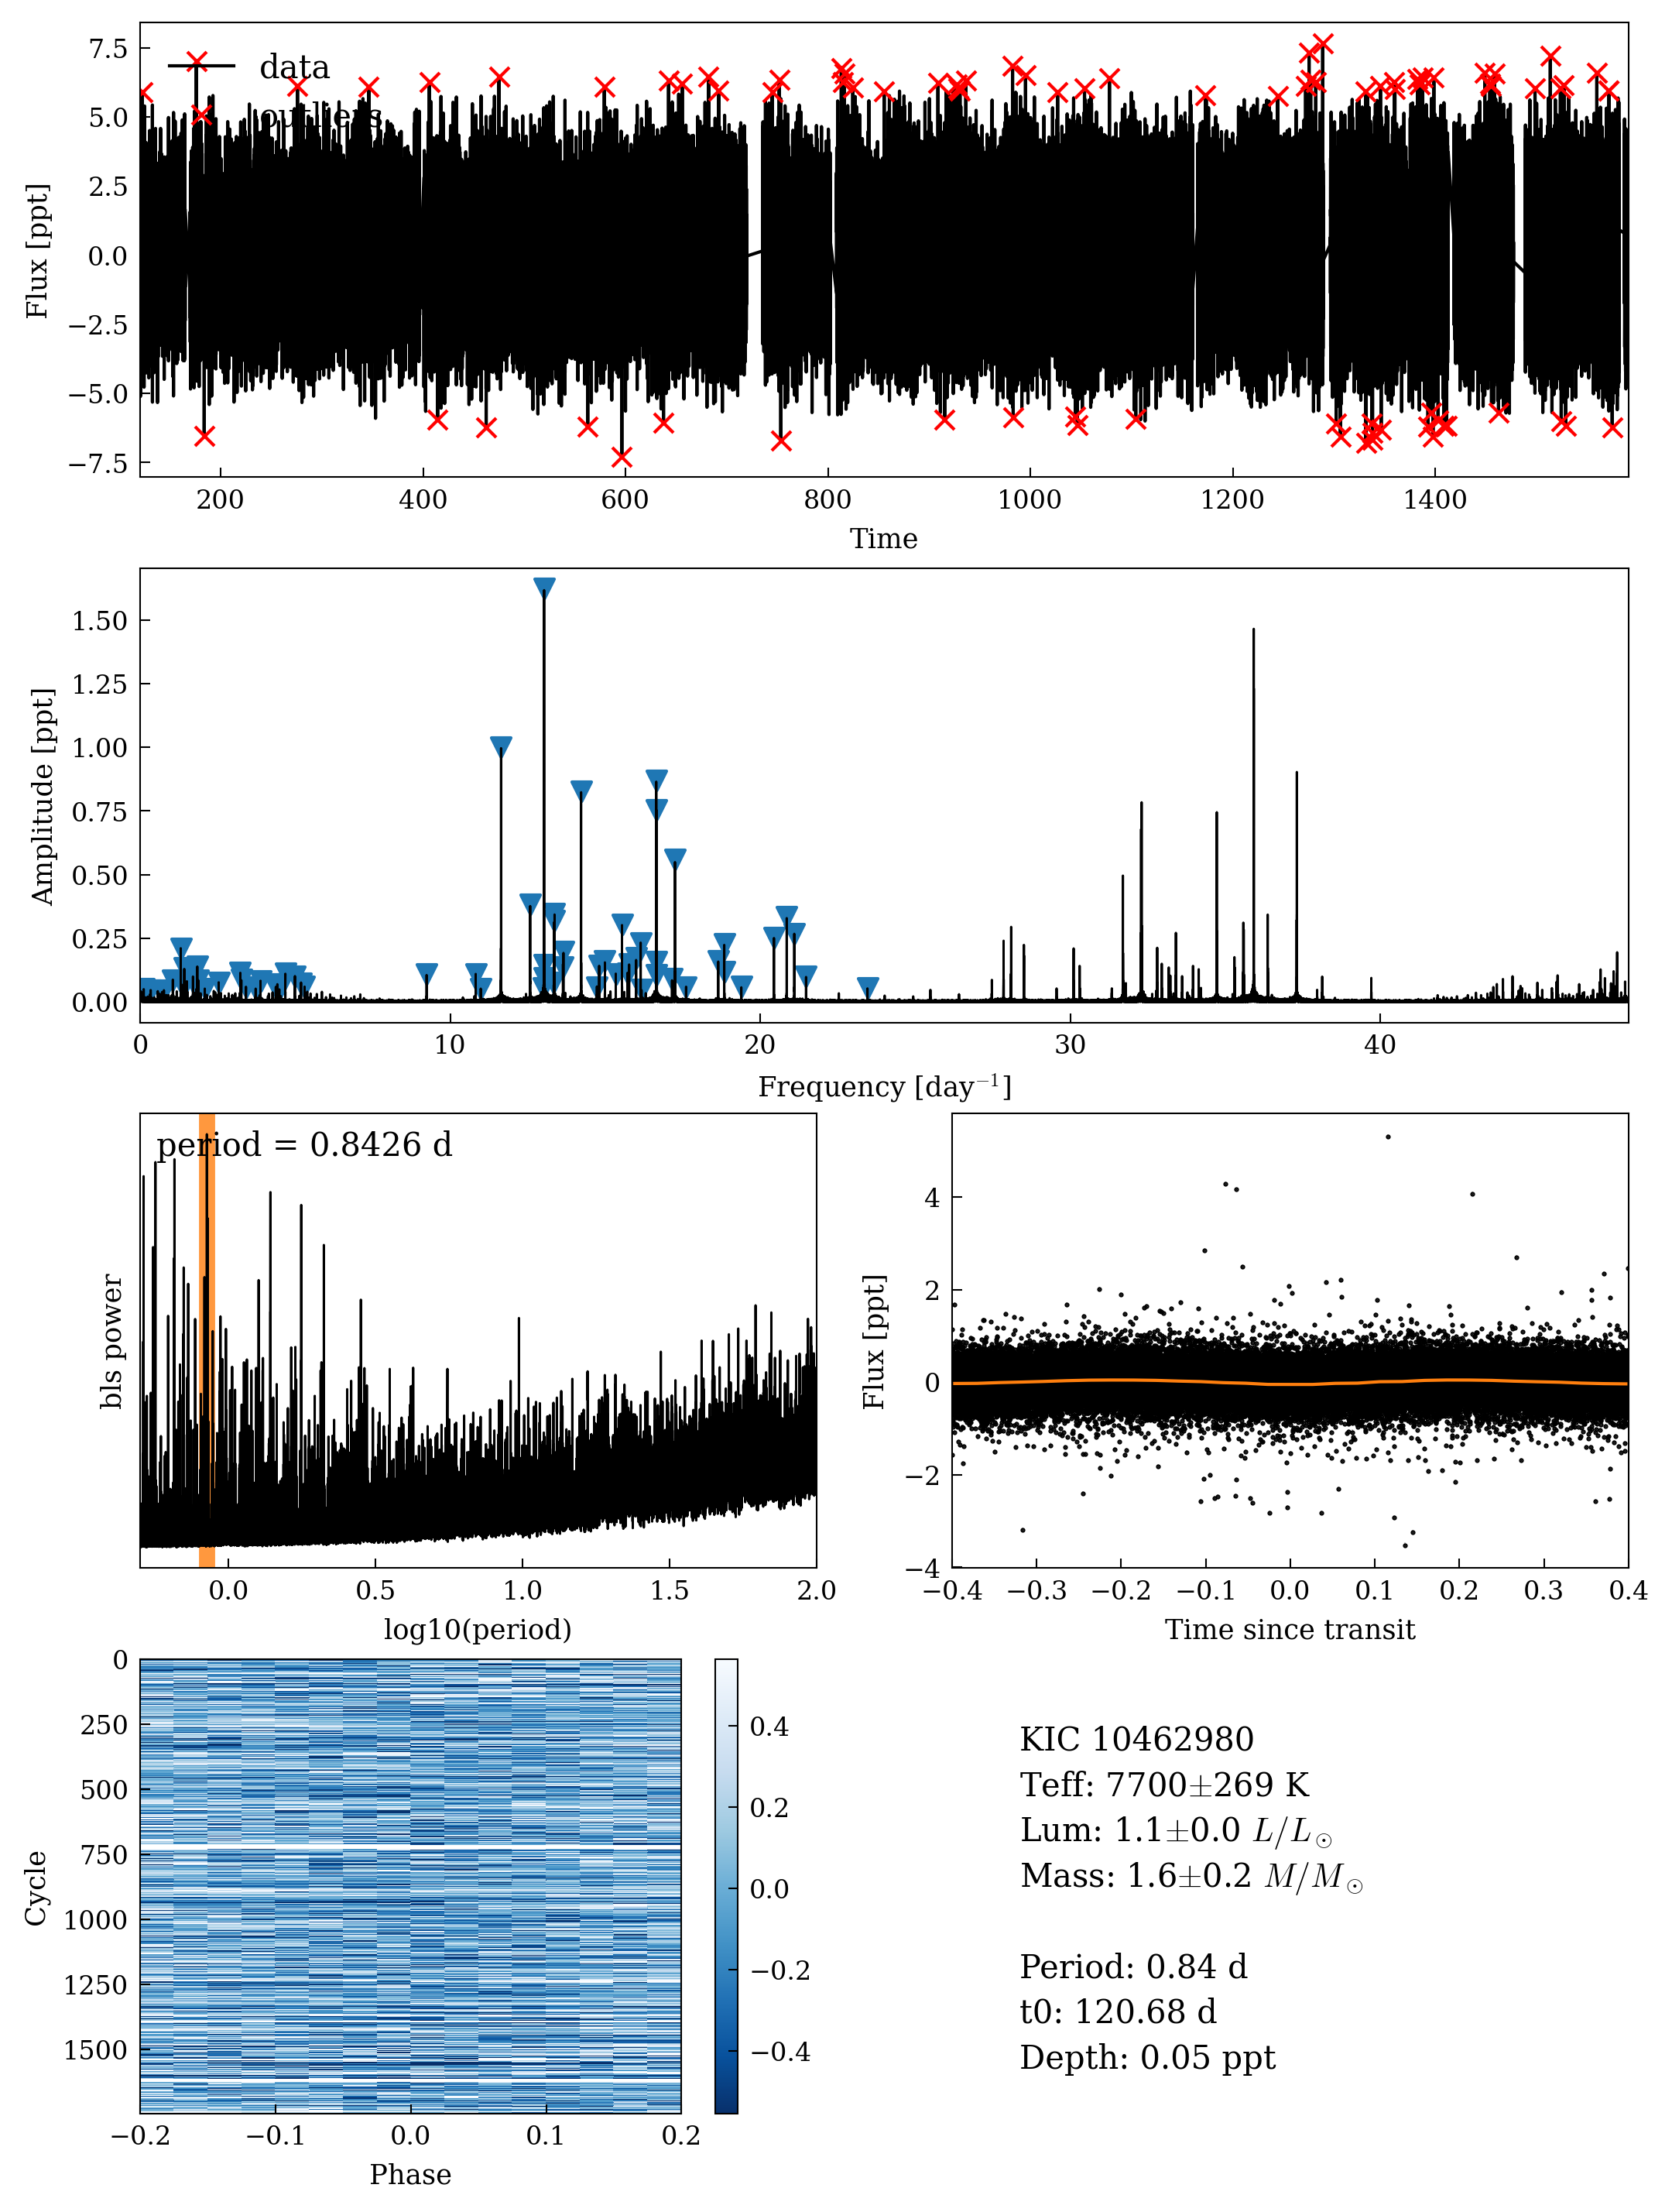 7.5
5.0
2.5
0.0
−2.5
−5.0
−7.5
Flux [ppt]
data
outliers
200 400 600 800 1000 1200 1400
Time
1.50
1.25
1.00
0.75
0.50
0.25
0.00
Amplitude [ppt]
0 10 20 30 40
Frequency [day⁻¹]
period = 0.8426 d
bls power
0.0 0.5 1.0 1.5 2.0
log10(period)
4
2
0
−2
−4
Flux [ppt]
−0.4 −0.3 −0.2 −0.1 0.0 0.1 0.2 0.3 0.4
Time since transit
0
250
500
750
1000
1250
1500
Cycle
−0.2 −0.1 0.0 0.1 0.2
Phase
0.4
0.2
0.0
−0.2
−0.4
KIC 10462980
Teff: 7700±269 K
Lum: 1.1±0.0 L/L☉
Mass: 1.6±0.2 M/M☉
Period: 0.84 d
t0: 120.68 d
Depth: 0.05 ppt